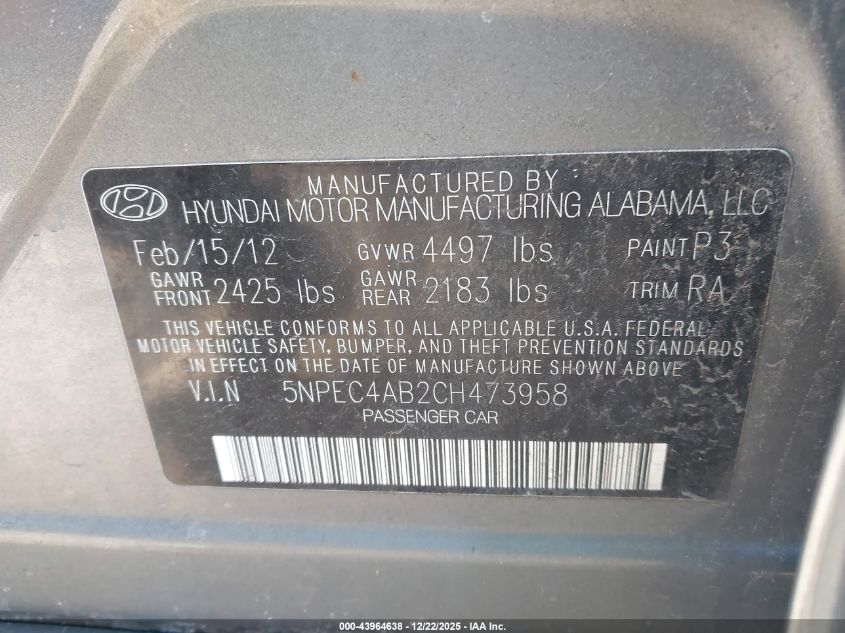 MANUFACTURED BY
HYUNDAI MOTOR MANUFACTURING ALABAMA, LLC
Feb/15/12 GVWR 4497 lbs PAINT P3
GAWR FRONT 2425 lbs GAWR REAR 2183 lbs TRIM RA
THIS VEHICLE CONFORMS TO ALL APPLICABLE U.S.A. FEDERAL
MOTOR VEHICLE SAFETY, BUMPER, AND THEFT PREVENTION STANDARDS
IN EFFECT ON THE DATE OF MANUFACTURE SHOWN ABOVE
V.I.N 5NPEC4AB2CH473958
PASSENGER CAR
000-43964638 - 12/22/2025 - IAA Inc.